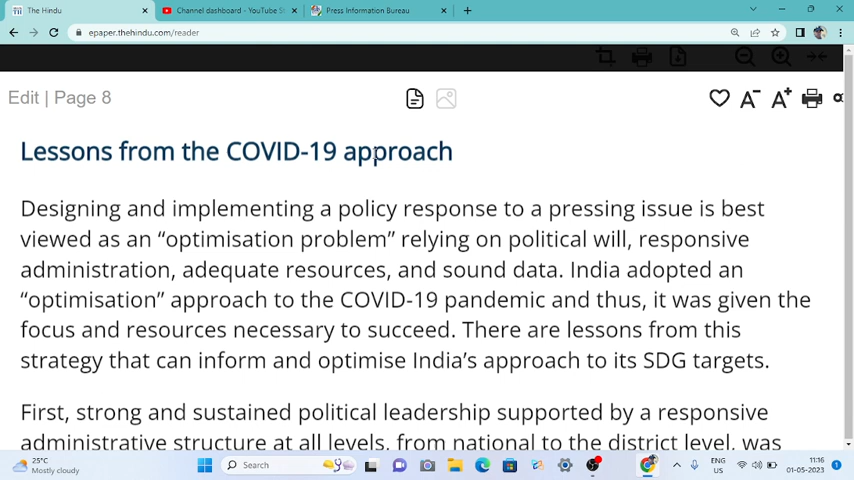 The Hindu
Channel dashboard - YouTube St
Press Information Bureau
epaper.thehindu.com/reader
Edit | Page 8
A-
A+
Lessons from the COVID-19 approach
Designing and implementing a policy response to a pressing issue is best
viewed as an “optimisation problem” relying on political will, responsive
administration, adequate resources, and sound data. India adopted an
“optimisation” approach to the COVID-19 pandemic and thus, it was given the
focus and resources necessary to succeed. There are lessons from this
strategy that can inform and optimise India’s approach to its SDG targets.
First, strong and sustained political leadership supported by a responsive
administrative structure at all levels, from national to the district level, was
25°C
Mostly cloudy
Search
ENG
US
11:16
01-05-2023